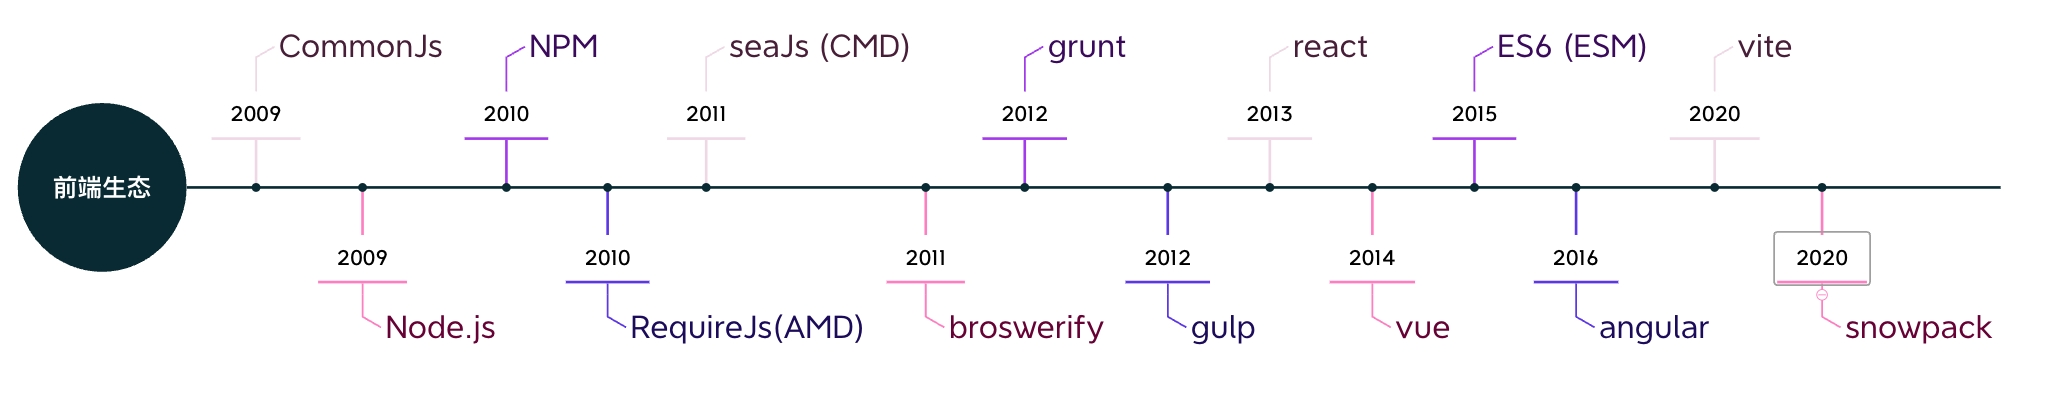 前端生态
CommonJs
2009
2009
Node.js
NPM
2010
2010
RequireJs(AMD)
seaJs (CMD)
2011
2011
broswerify
grunt
2012
2012
gulp
react
2013
2014
vue
ES6 (ESM)
2015
2016
angular
vite
2020
2020
snowpack